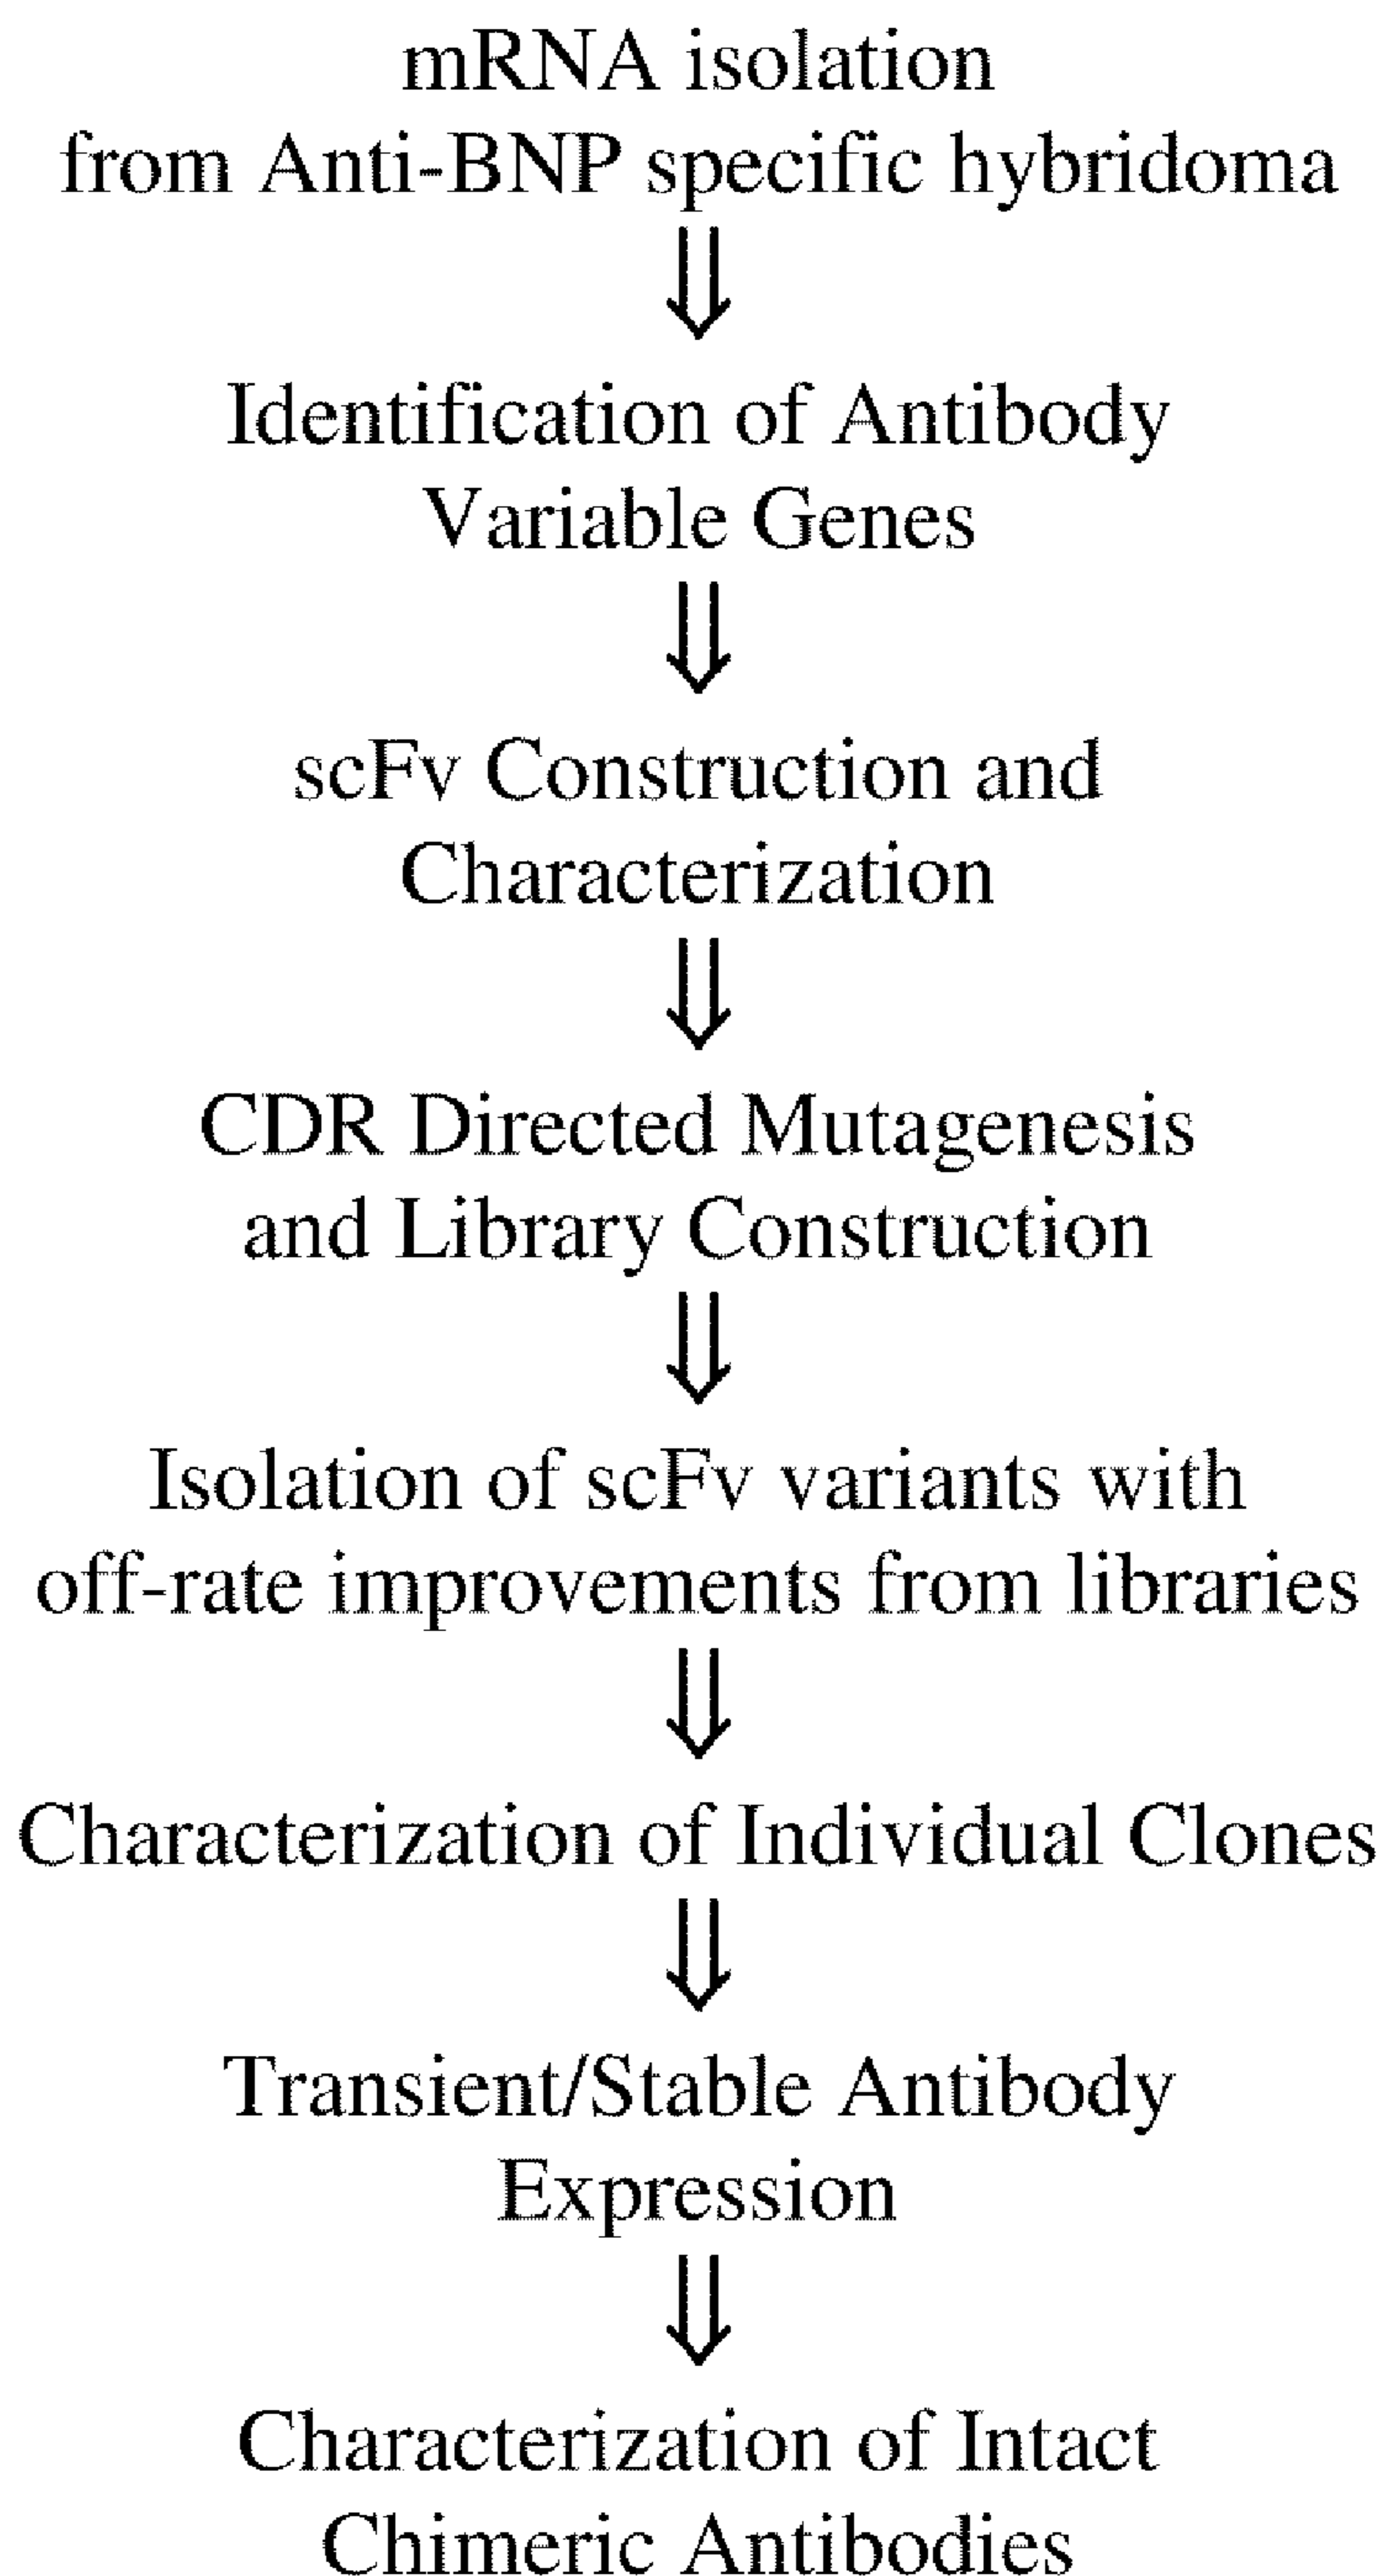 mRNA isolation
from Anti-BNP specific hybridoma
Identification of Antibody
Variable Genes
scFv Construction and
Characterization
CDR Directed Mutagenesis
and Library Construction
Isolation of scFv variants with
off-rate improvements from libraries
Characterization of Individual Clones
Transient/Stable Antibody
Expression
Characterization of Intact
Chimeric Antibodies